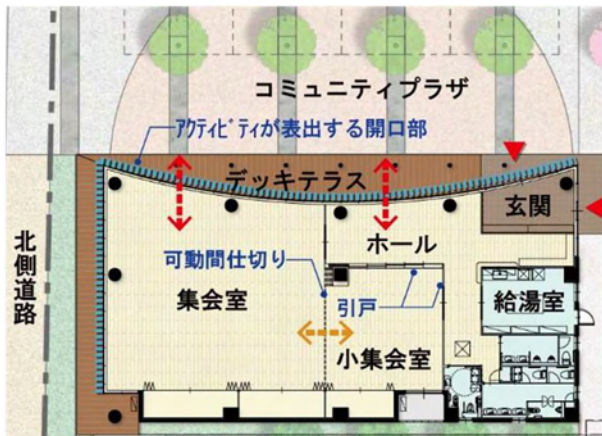 コミュニティプラザ
アクティビティが表出する開口部
デッキテラス
玄関
ホール
可動間仕切り
集会室
引戸
給湯室
小集会室
北側道路